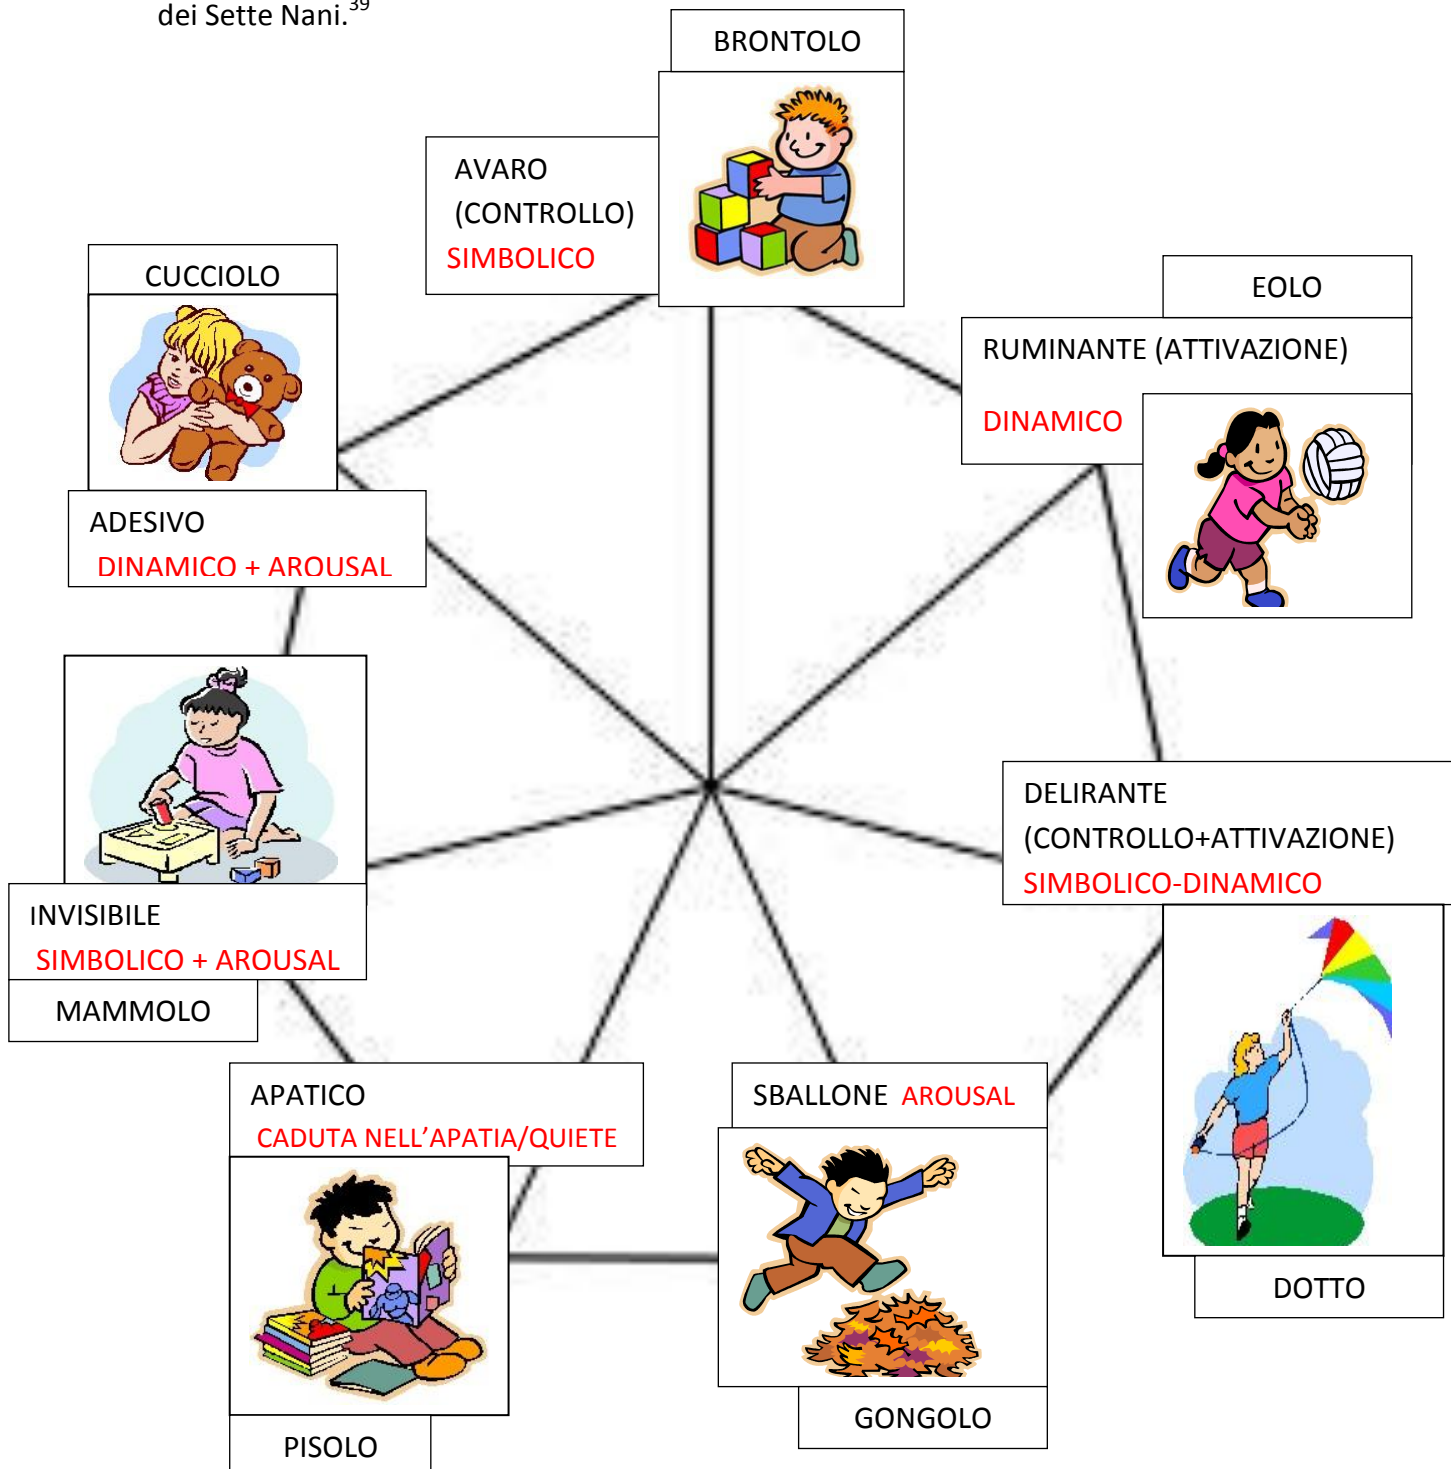 dei Sette Nani.³⁹
BRONTOLO
AVARO
(CONTROLLO)
SIMBOLICO
CUCCIOLO
ADESIVO
DINAMICO + AROUSAL
EOLO
RUMINANTE (ATTIVAZIONE)
DINAMICO
INVISIBILE
SIMBOLICO + AROUSAL
MAMMOLO
DELIRANTE
(CONTROLLO+ATTIVAZIONE)
SIMBOLICO-DINAMICO
DOTTO
APATICO
CADUTA NELL’APATIA/QUIETE
PISOLO
SBALLONE AROUSAL
GONGOLO